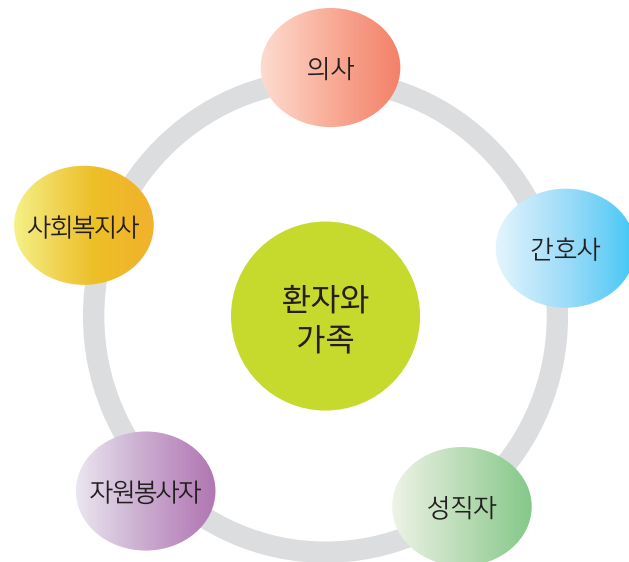 의사
간호사
성직자
자원봉사자
사회복지사
환자와
가족